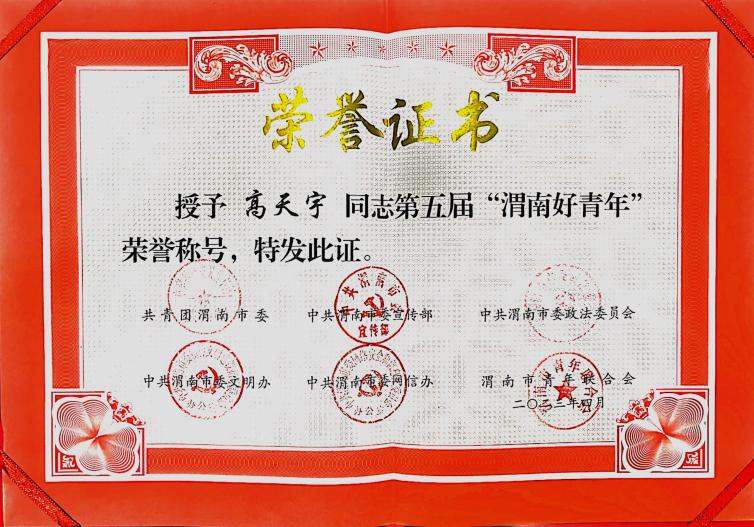 荣誉证书
授予 高天宇 同志第五届“渭南好青年”
荣誉称号，特发此证。
共青团渭南市委 中共渭南市委宣传部 中共渭南市委政法委员会
中共渭南市委文明办 中共渭南市委网信办 渭南市青年联合会
二〇二三年四月